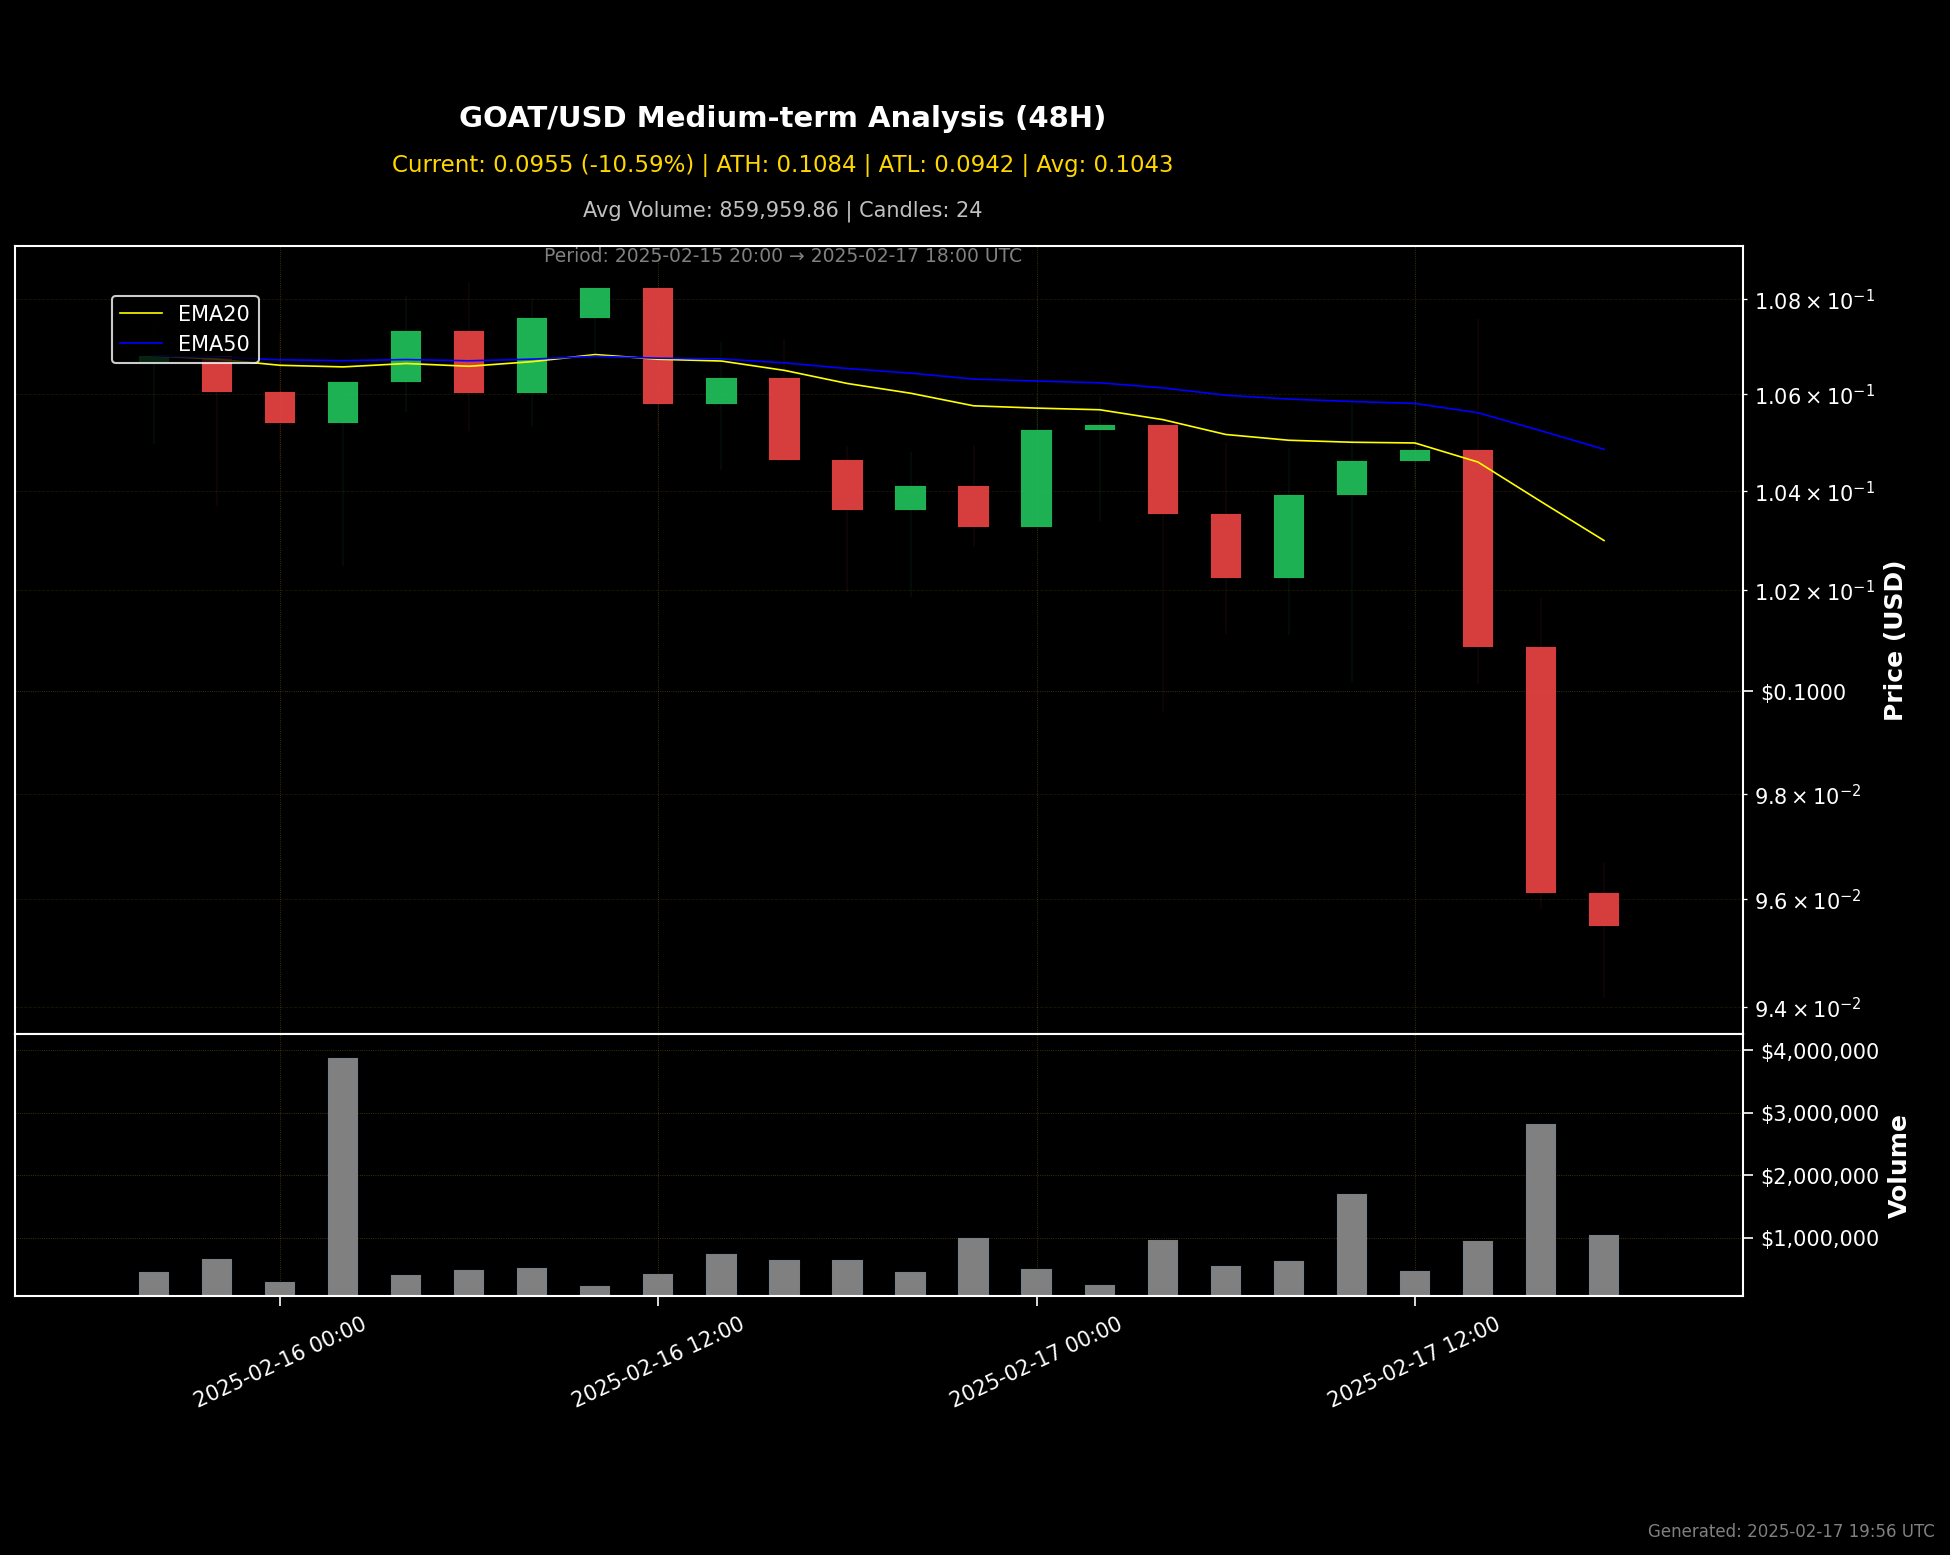 GOAT/USD Medium-term Analysis (48H)
Current: 0.0955 (-10.59%) | ATH: 0.1084 | ATL: 0.0942 | Avg: 0.1043
Avg Volume: 859,959.86 | Candles: 24
Period: 2025-02-15 20:00 → 2025-02-17 18:00 UTC
EMA20
EMA50
1.08 × 10⁻¹
1.06 × 10⁻¹
1.04 × 10⁻¹
1.02 × 10⁻¹
$0.1000
9.8 × 10⁻²
9.6 × 10⁻²
9.4 × 10⁻²
Price (USD)
$4,000,000
$3,000,000
$2,000,000
$1,000,000
Volume
2025-02-16 00:00
2025-02-16 12:00
2025-02-17 00:00
2025-02-17 12:00
Generated: 2025-02-17 19:56 UTC